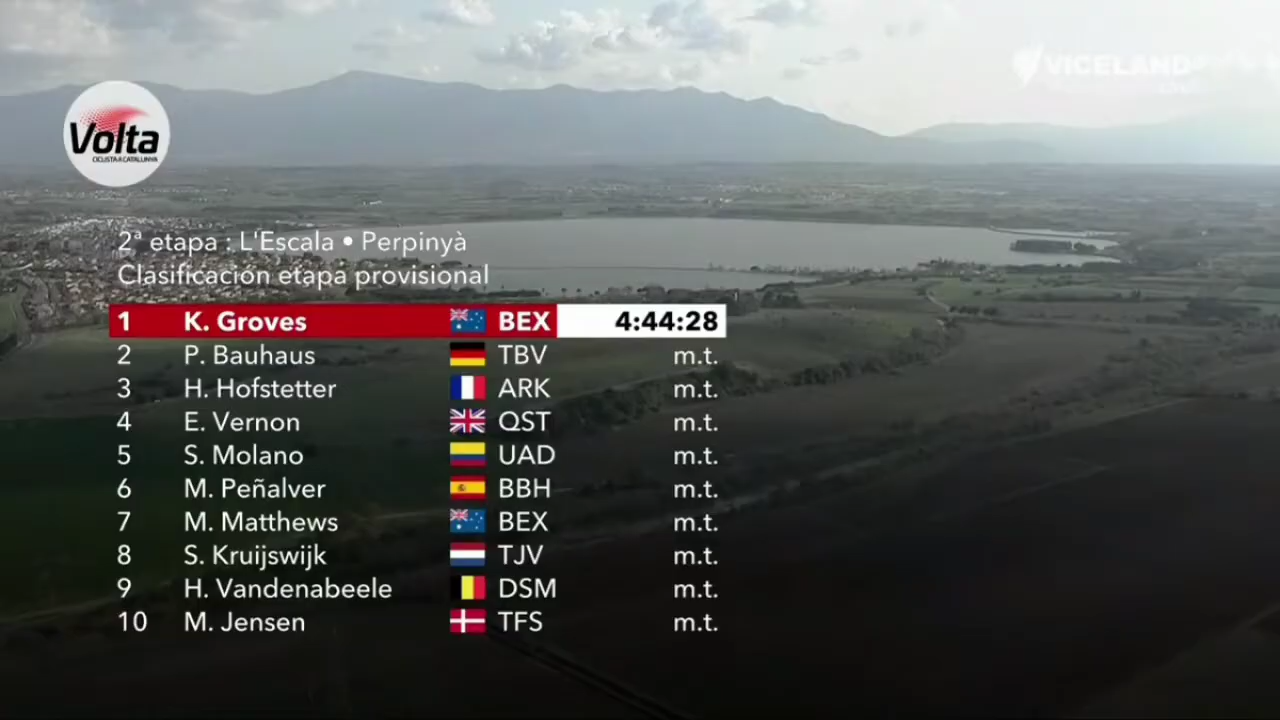 VICELAND
Volta
CICLISTA A CATALUNYA
2ª etapa : L'Escala • Perpinyà
Clasificación etapa provisional
1 K. Groves BEX 4:44:28
2 P. Bauhaus TBV m.t.
3 H. Hofstetter ARK m.t.
4 E. Vernon QST m.t.
5 S. Molano UAD m.t.
6 M. Peñalver BBH m.t.
7 M. Matthews BEX m.t.
8 S. Kruijswijk TJV m.t.
9 H. Vandenabeele DSM m.t.
10 M. Jensen TFS m.t.